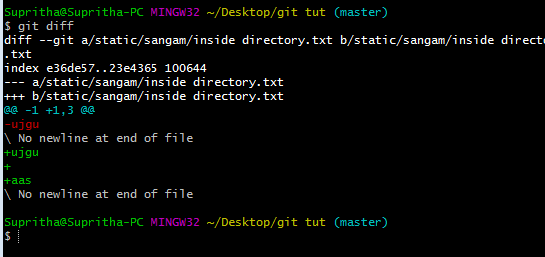 Supritha@Supritha-PC MINGW32 ~/Desktop/git tut (master)
$ git diff
diff --git a/static/sangam/inside directory.txt b/static/sangam/inside directo
.txt
index e36de57..23e4365 100644
--- a/static/sangam/inside directory.txt
+++ b/static/sangam/inside directory.txt
@@ -1 +1,3 @@
-ujgu
\ No newline at end of file
+ujgu
+
+aas
\ No newline at end of file
Supritha@Supritha-PC MINGW32 ~/Desktop/git tut (master)
$